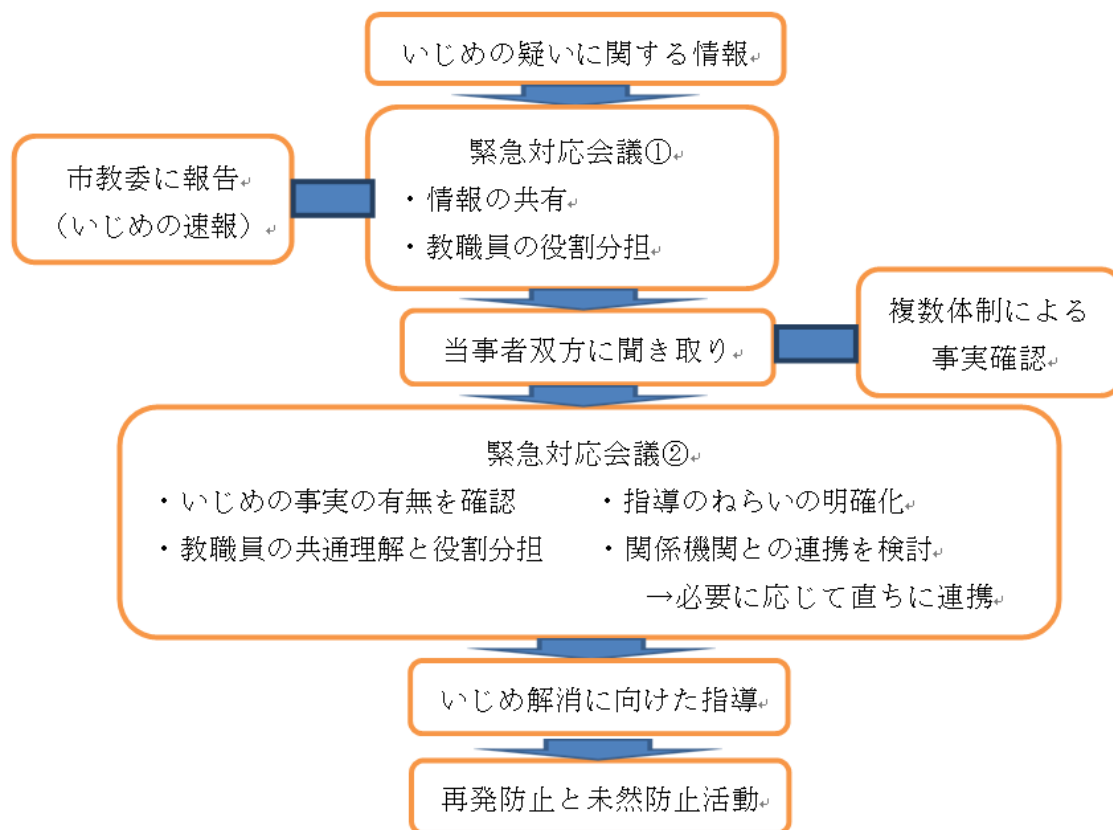 いじめの疑いに関する情報
緊急対応会議①
・情報の共有
・教職員の役割分担
市教委に報告
（いじめの速報）
当事者双方に聞き取り
複数体制による
事実確認
緊急対応会議②
・いじめの事実の有無を確認
・教職員の共通理解と役割分担
・指導のねらいの明確化
・関係機関との連携を検討
→必要に応じて直ちに連携
いじめ解消に向けた指導
再発防止と未然防止活動